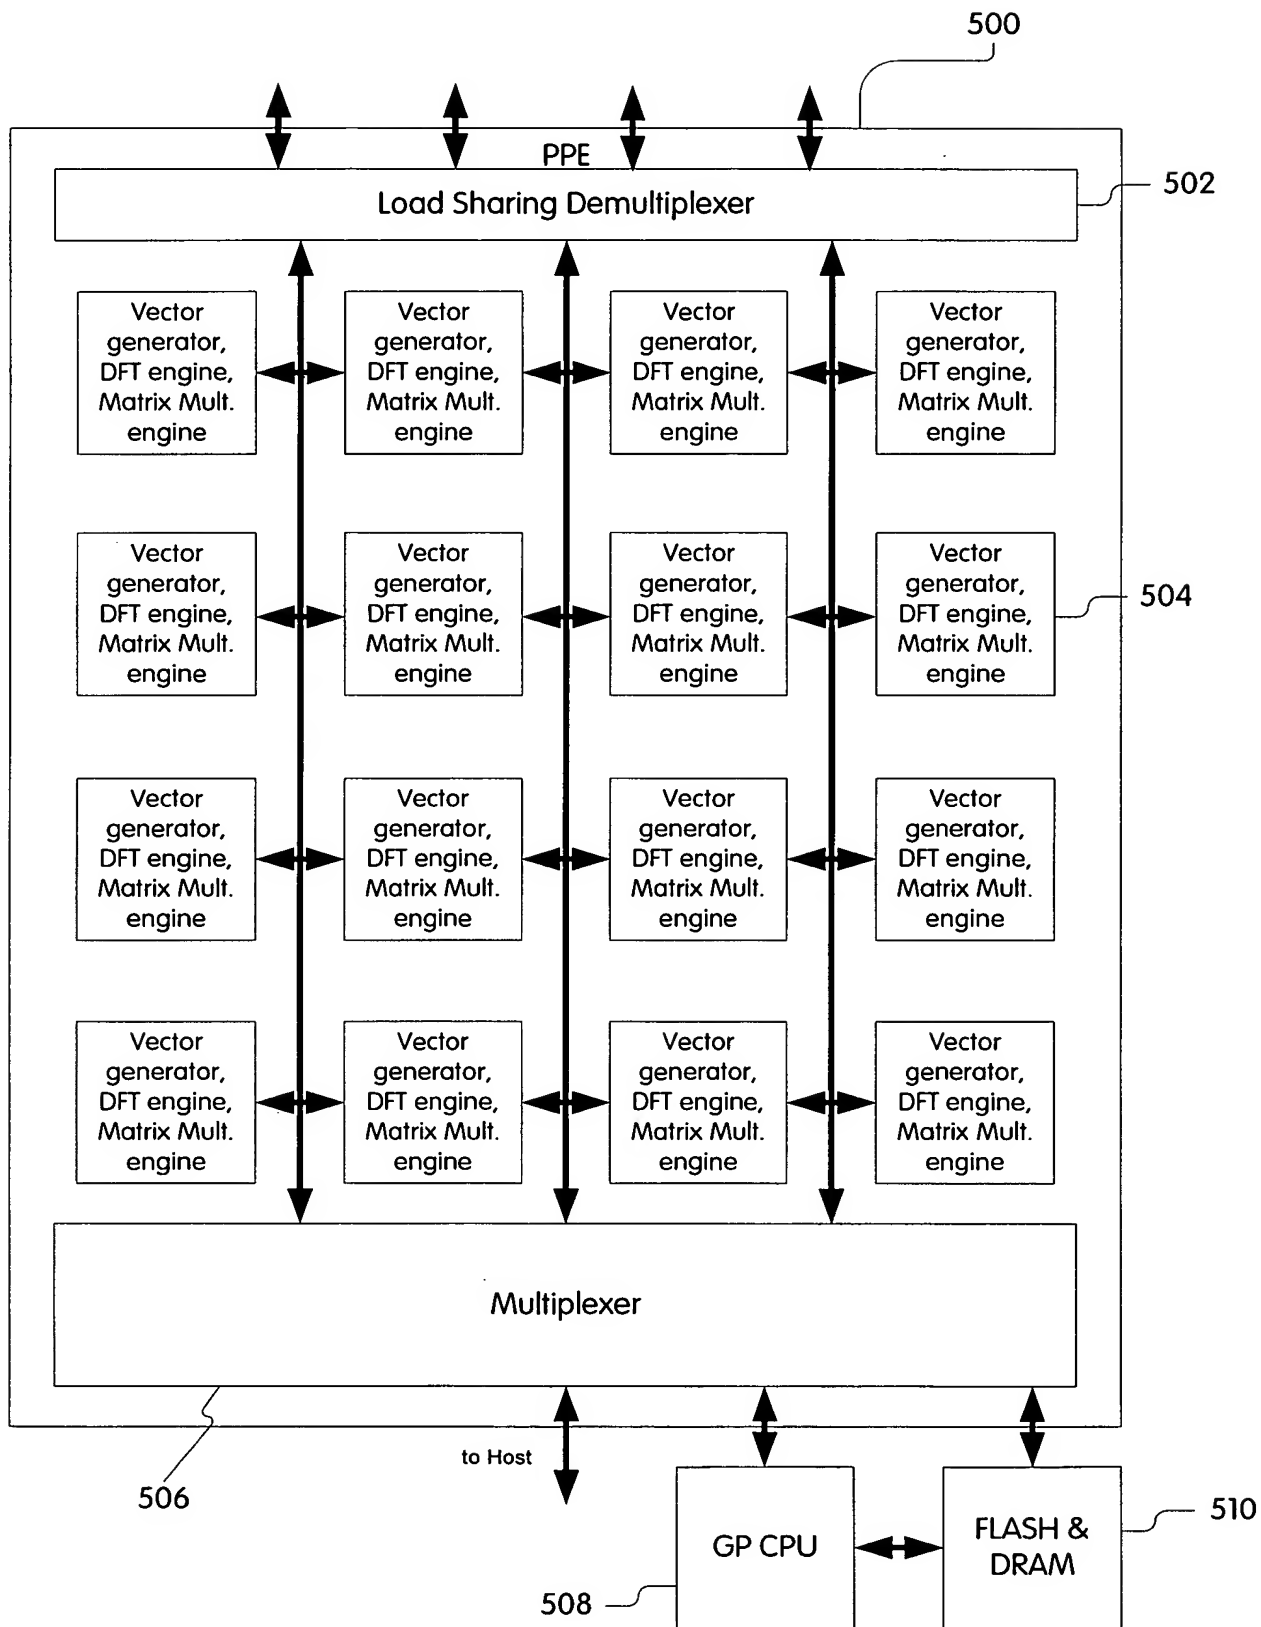 500
PPE
Load Sharing Demultiplexer
502
Vector
generator,
DFT engine,
Matrix Mult.
engine
Vector
generator,
DFT engine,
Matrix Mult.
engine
Vector
generator,
DFT engine,
Matrix Mult.
engine
Vector
generator,
DFT engine,
Matrix Mult.
engine
Vector
generator,
DFT engine,
Matrix Mult.
engine
Vector
generator,
DFT engine,
Matrix Mult.
engine
Vector
generator,
DFT engine,
Matrix Mult.
engine
Vector
generator,
DFT engine,
Matrix Mult.
engine
504
Vector
generator,
DFT engine,
Matrix Mult.
engine
Vector
generator,
DFT engine,
Matrix Mult.
engine
Vector
generator,
DFT engine,
Matrix Mult.
engine
Vector
generator,
DFT engine,
Matrix Mult.
engine
Vector
generator,
DFT engine,
Matrix Mult.
engine
Vector
generator,
DFT engine,
Matrix Mult.
engine
Vector
generator,
DFT engine,
Matrix Mult.
engine
Vector
generator,
DFT engine,
Matrix Mult.
engine
Multiplexer
to Host
506
GP CPU
508
FLASH &
DRAM
510